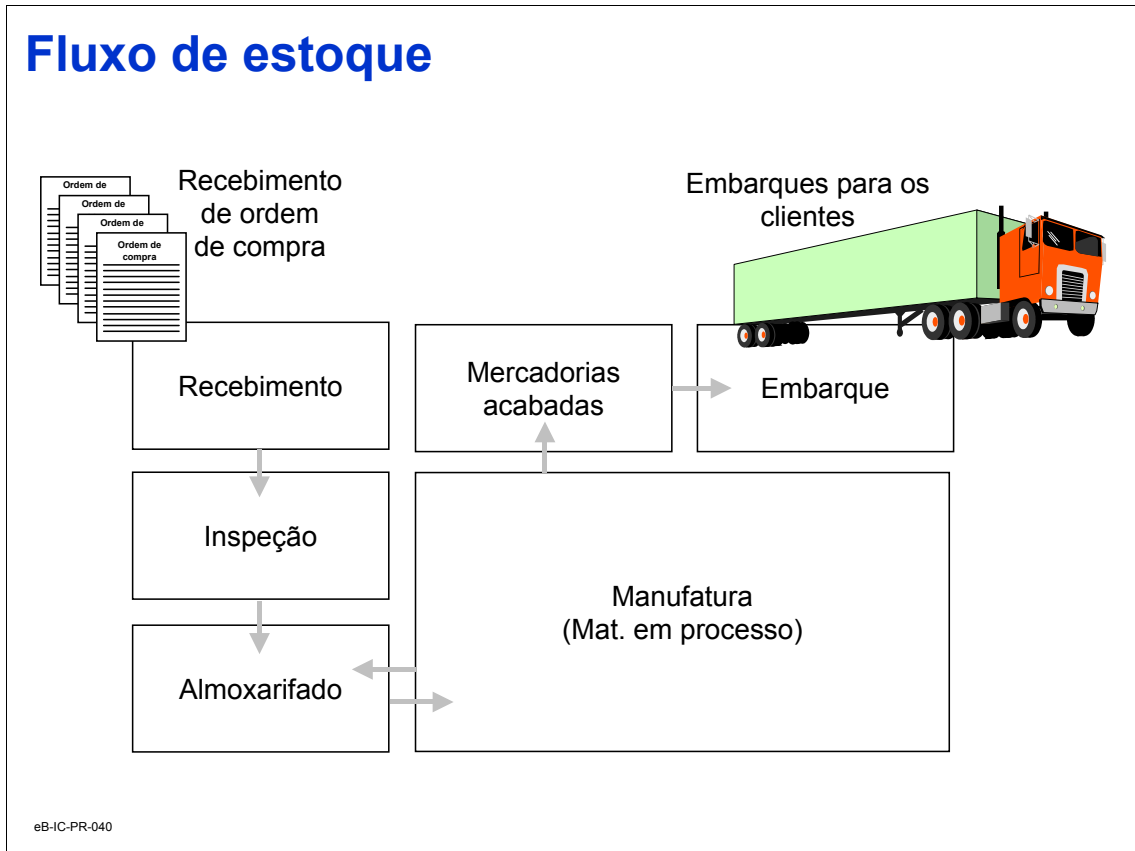 Fluxo de estoque
Ordem de
Ordem de
Ordem de
Ordem de
compra
Recebimento
de ordem
de compra
Embarques para os
clientes
Recebimento
Mercadorias
acabadas
Embarque
Inspeção
Manufatura
(Mat. em processo)
Almoxarifado
eB-IC-PR-040